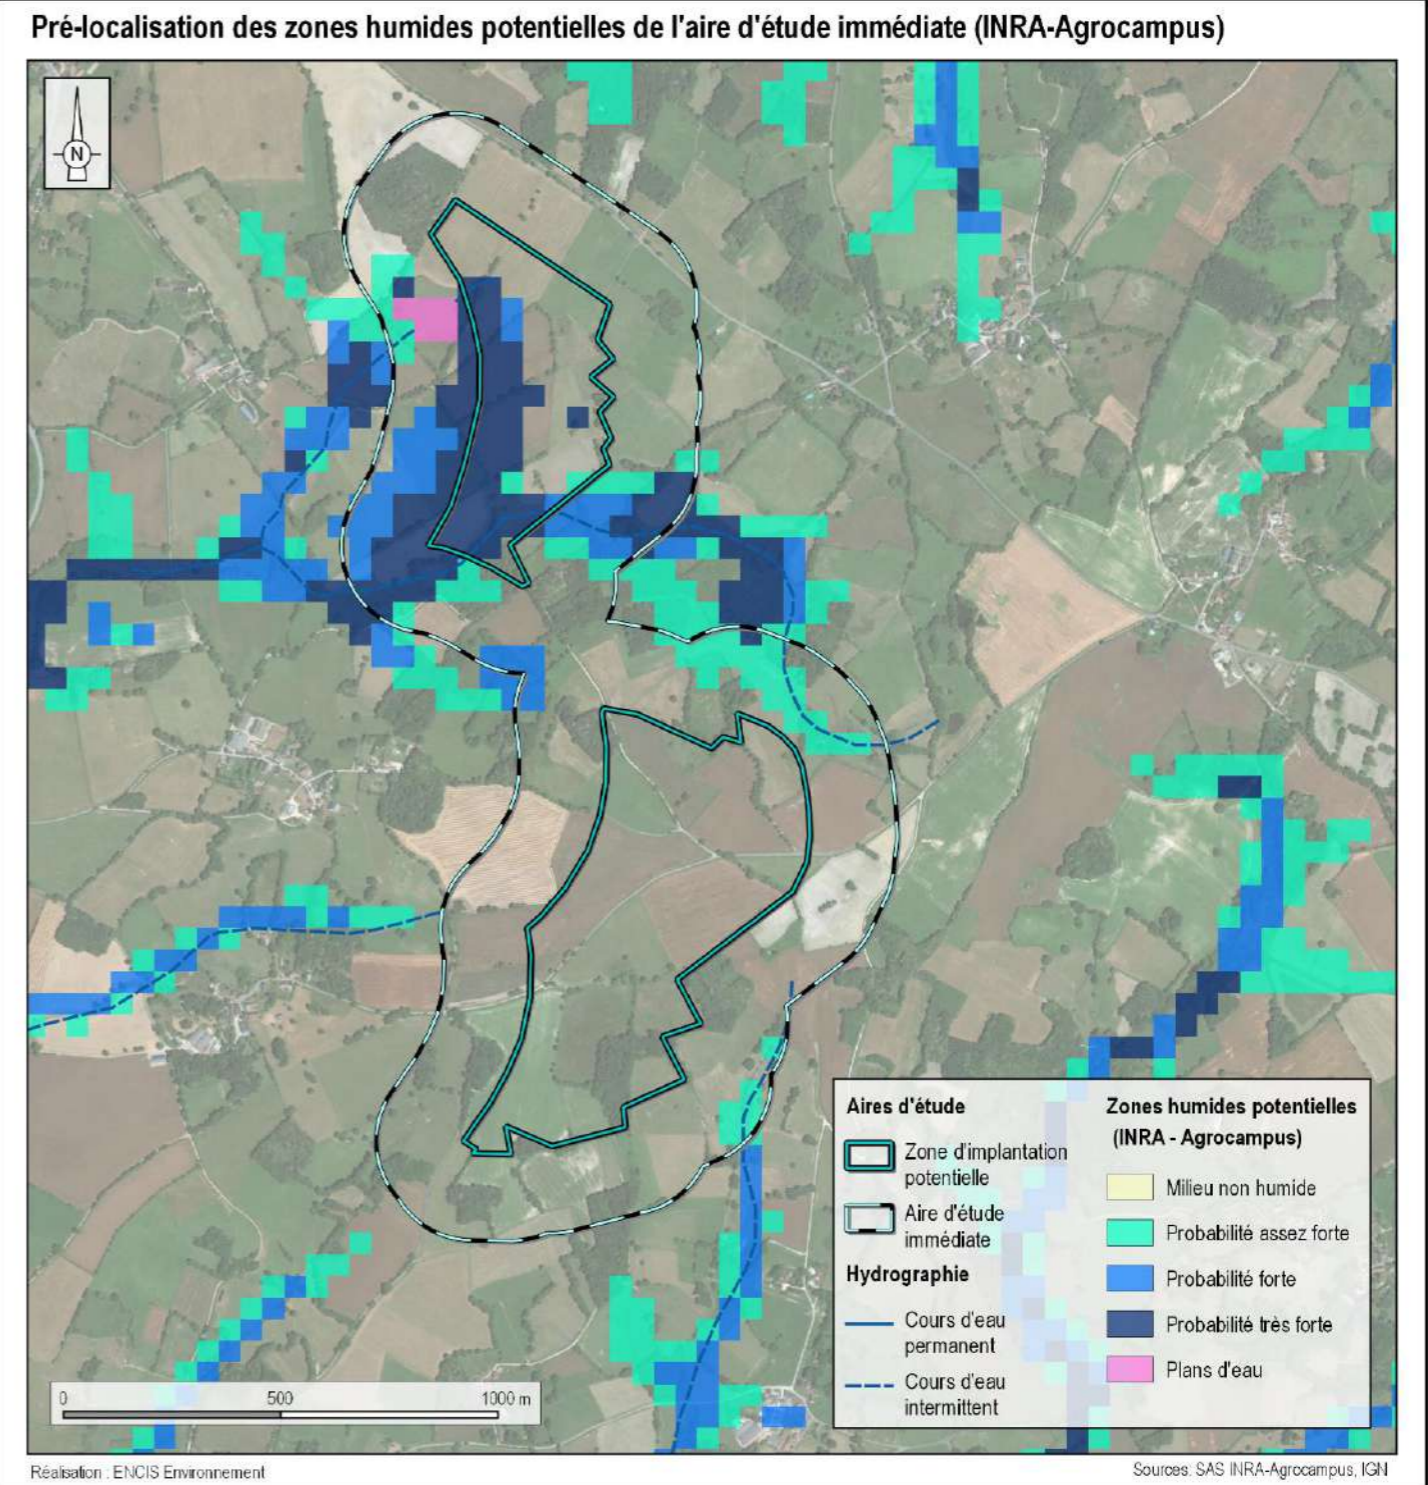 Pré-localisation des zones humides potentielles de l'aire d'étude immédiate (INRA-Agrocampus)
N
Aires d'étude
Zone d'implantation
potentielle
Aire d'étude
immédiate
Hydrographie
Cours d'eau
permanent
Cours d'eau
intermittent
Zones humides potentielles
(INRA - Agrocampus)
Milieu non humide
Probabilité assez forte
Probabilité forte
Probabilité très forte
Plans d'eau
0 500 1000 m
Réalisation : ENCIS Environnement
Sources: SAS INRA-Agrocampus, IGN